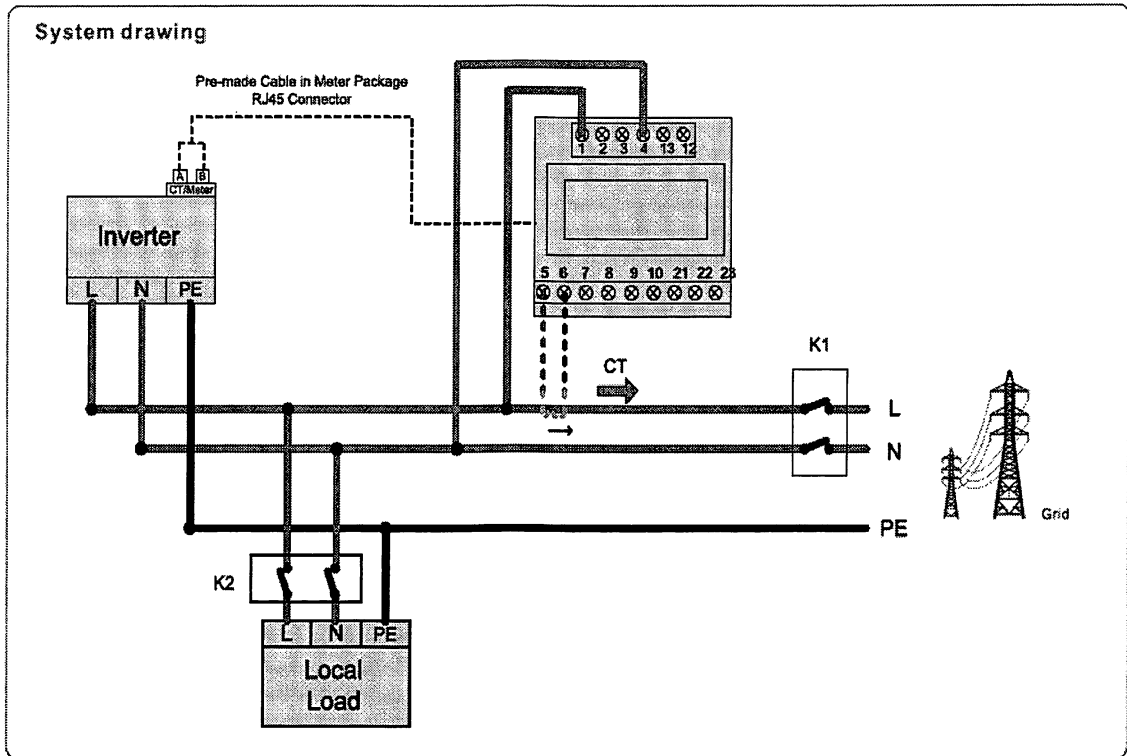 System drawing
Pre-made Cable in Meter Package
RJ45 Connector
1 2 3 4 13 12
A B
CT/Meter
Inverter
L N PE
5 6 7 8 9 10 21 22 23
CT
K1
L
N
PE
Grid
K2
L N PE
Local
Load